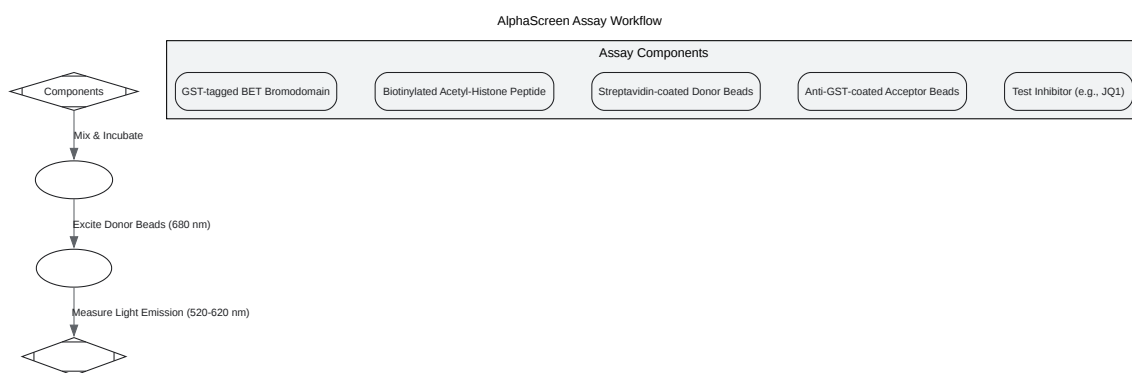 AlphaScreen Assay Workflow
Assay Components
GST-tagged BET Bromodomain
Biotinylated Acetyl-Histone Peptide
Streptavidin-coated Donor Beads
Anti-GST-coated Acceptor Beads
Test Inhibitor (e.g., JQ1)
Components
Mix & Incubate
Excite Donor Beads (680 nm)
Measure Light Emission (520-620 nm)